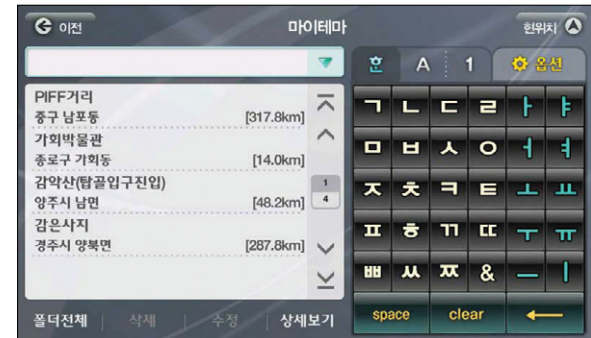 이전
마이테마
현위치
훈 A 1 옵션
PIFF거리
중구 남포동 [317.8km]
가회박물관
종로구 가회동 [14.0km]
감악산(탑골입구진입)
양주시 남면 [48.2km]
감은사지
경주시 양북면 [287.8km]
1
4
ㄱ ㄴ ㄷ ㄹ ㅏ ㅑ
ㅁ ㅂ ㅅ ㅇ ㅓ ㅕ
ㅈ ㅊ ㅋ ㅌ ㅗ ㅛ
ㅍ ㅎ ㄲ ㄸ ㅜ ㅠ
ㅃ ㅆ ㅉ & ㅡ ㅣ
space clear
폴더전체 삭제 수정 상세보기